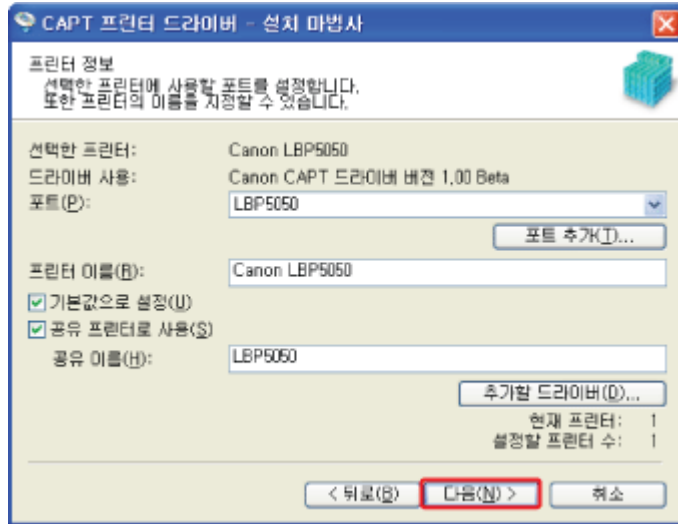 CAPT 프린터 드라이버 - 설치 마법사
프린터 정보
선택한 프린터에 사용할 포트를 설정합니다.
또한 프린터의 이름을 지정할 수 있습니다.
선택한 프린터: Canon LBP5050
드라이버 사용: Canon CAPT 드라이버 버전 1,00 Beta
포트(P): LBP5050
포트 추가(T)...
프린터 이름(R): Canon LBP5050
기본값으로 설정(U)
공유 프린터로 사용(S)
공유 이름(H): LBP5050
추가할 드라이버(D)...
현재 프린터: 1
설정할 프린터 수: 1
< 뒤로(B) 다음(N) > 취소